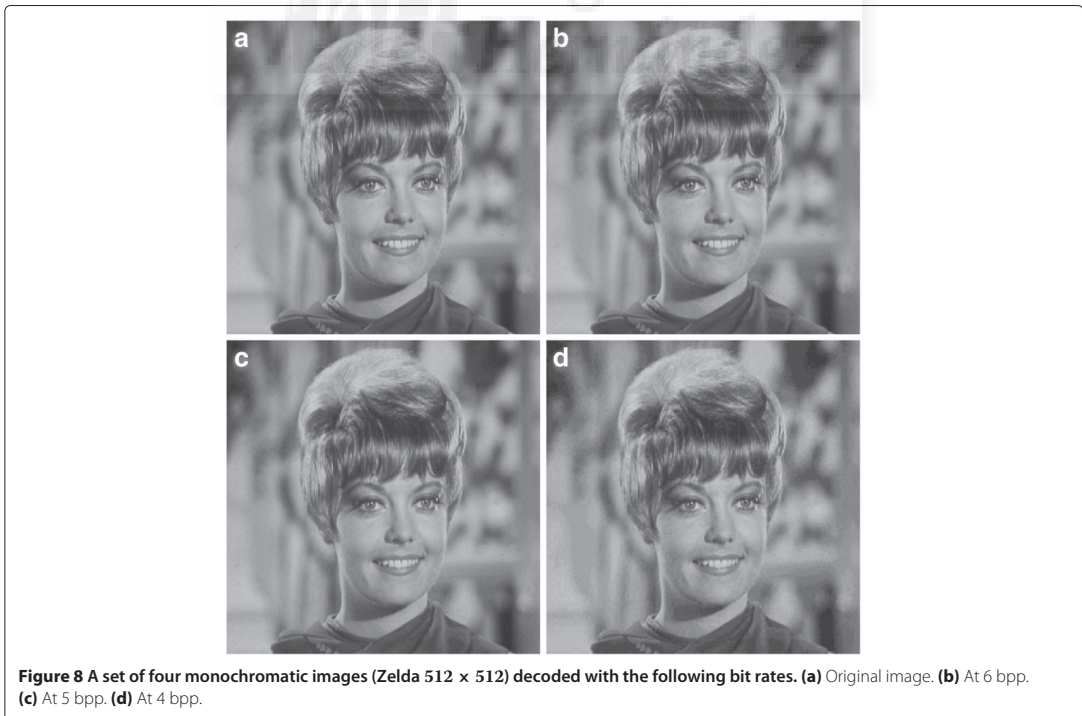 a
b
c
d
Figure 8 A set of four monochromatic images (Zelda 512 × 512) decoded with the following bit rates. (a) Original image. (b) At 6 bpp.
(c) At 5 bpp. (d) At 4 bpp.